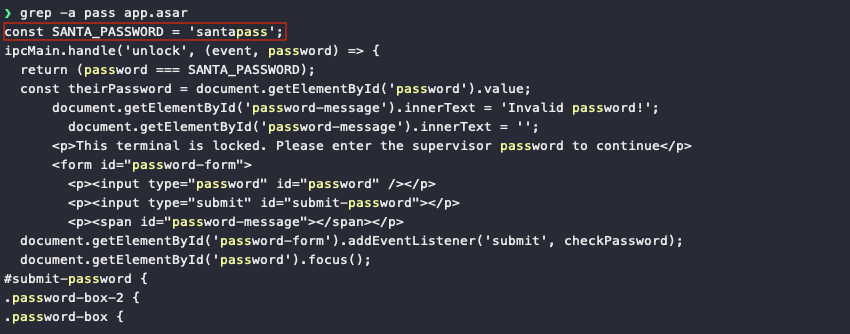 ❯ grep -a pass app.asar
const SANTA_PASSWORD = 'santapass';
ipcMain.handle('unlock', (event, password) => {
  return (password === SANTA_PASSWORD);
  const theirPassword = document.getElementById('password').value;
      document.getElementById('password-message').innerText = 'Invalid password!';
        document.getElementById('password-message').innerText = '';
      <p>This terminal is locked. Please enter the supervisor password to continue</p>
      <form id="password-form">
        <p><input type="password" id="password" /></p>
        <p><input type="submit" id="submit-password"></p>
        <p><span id="password-message"></span></p>
  document.getElementById('password-form').addEventListener('submit', checkPassword);
  document.getElementById('password').focus();
#submit-password {
.password-box-2 {
.password-box {